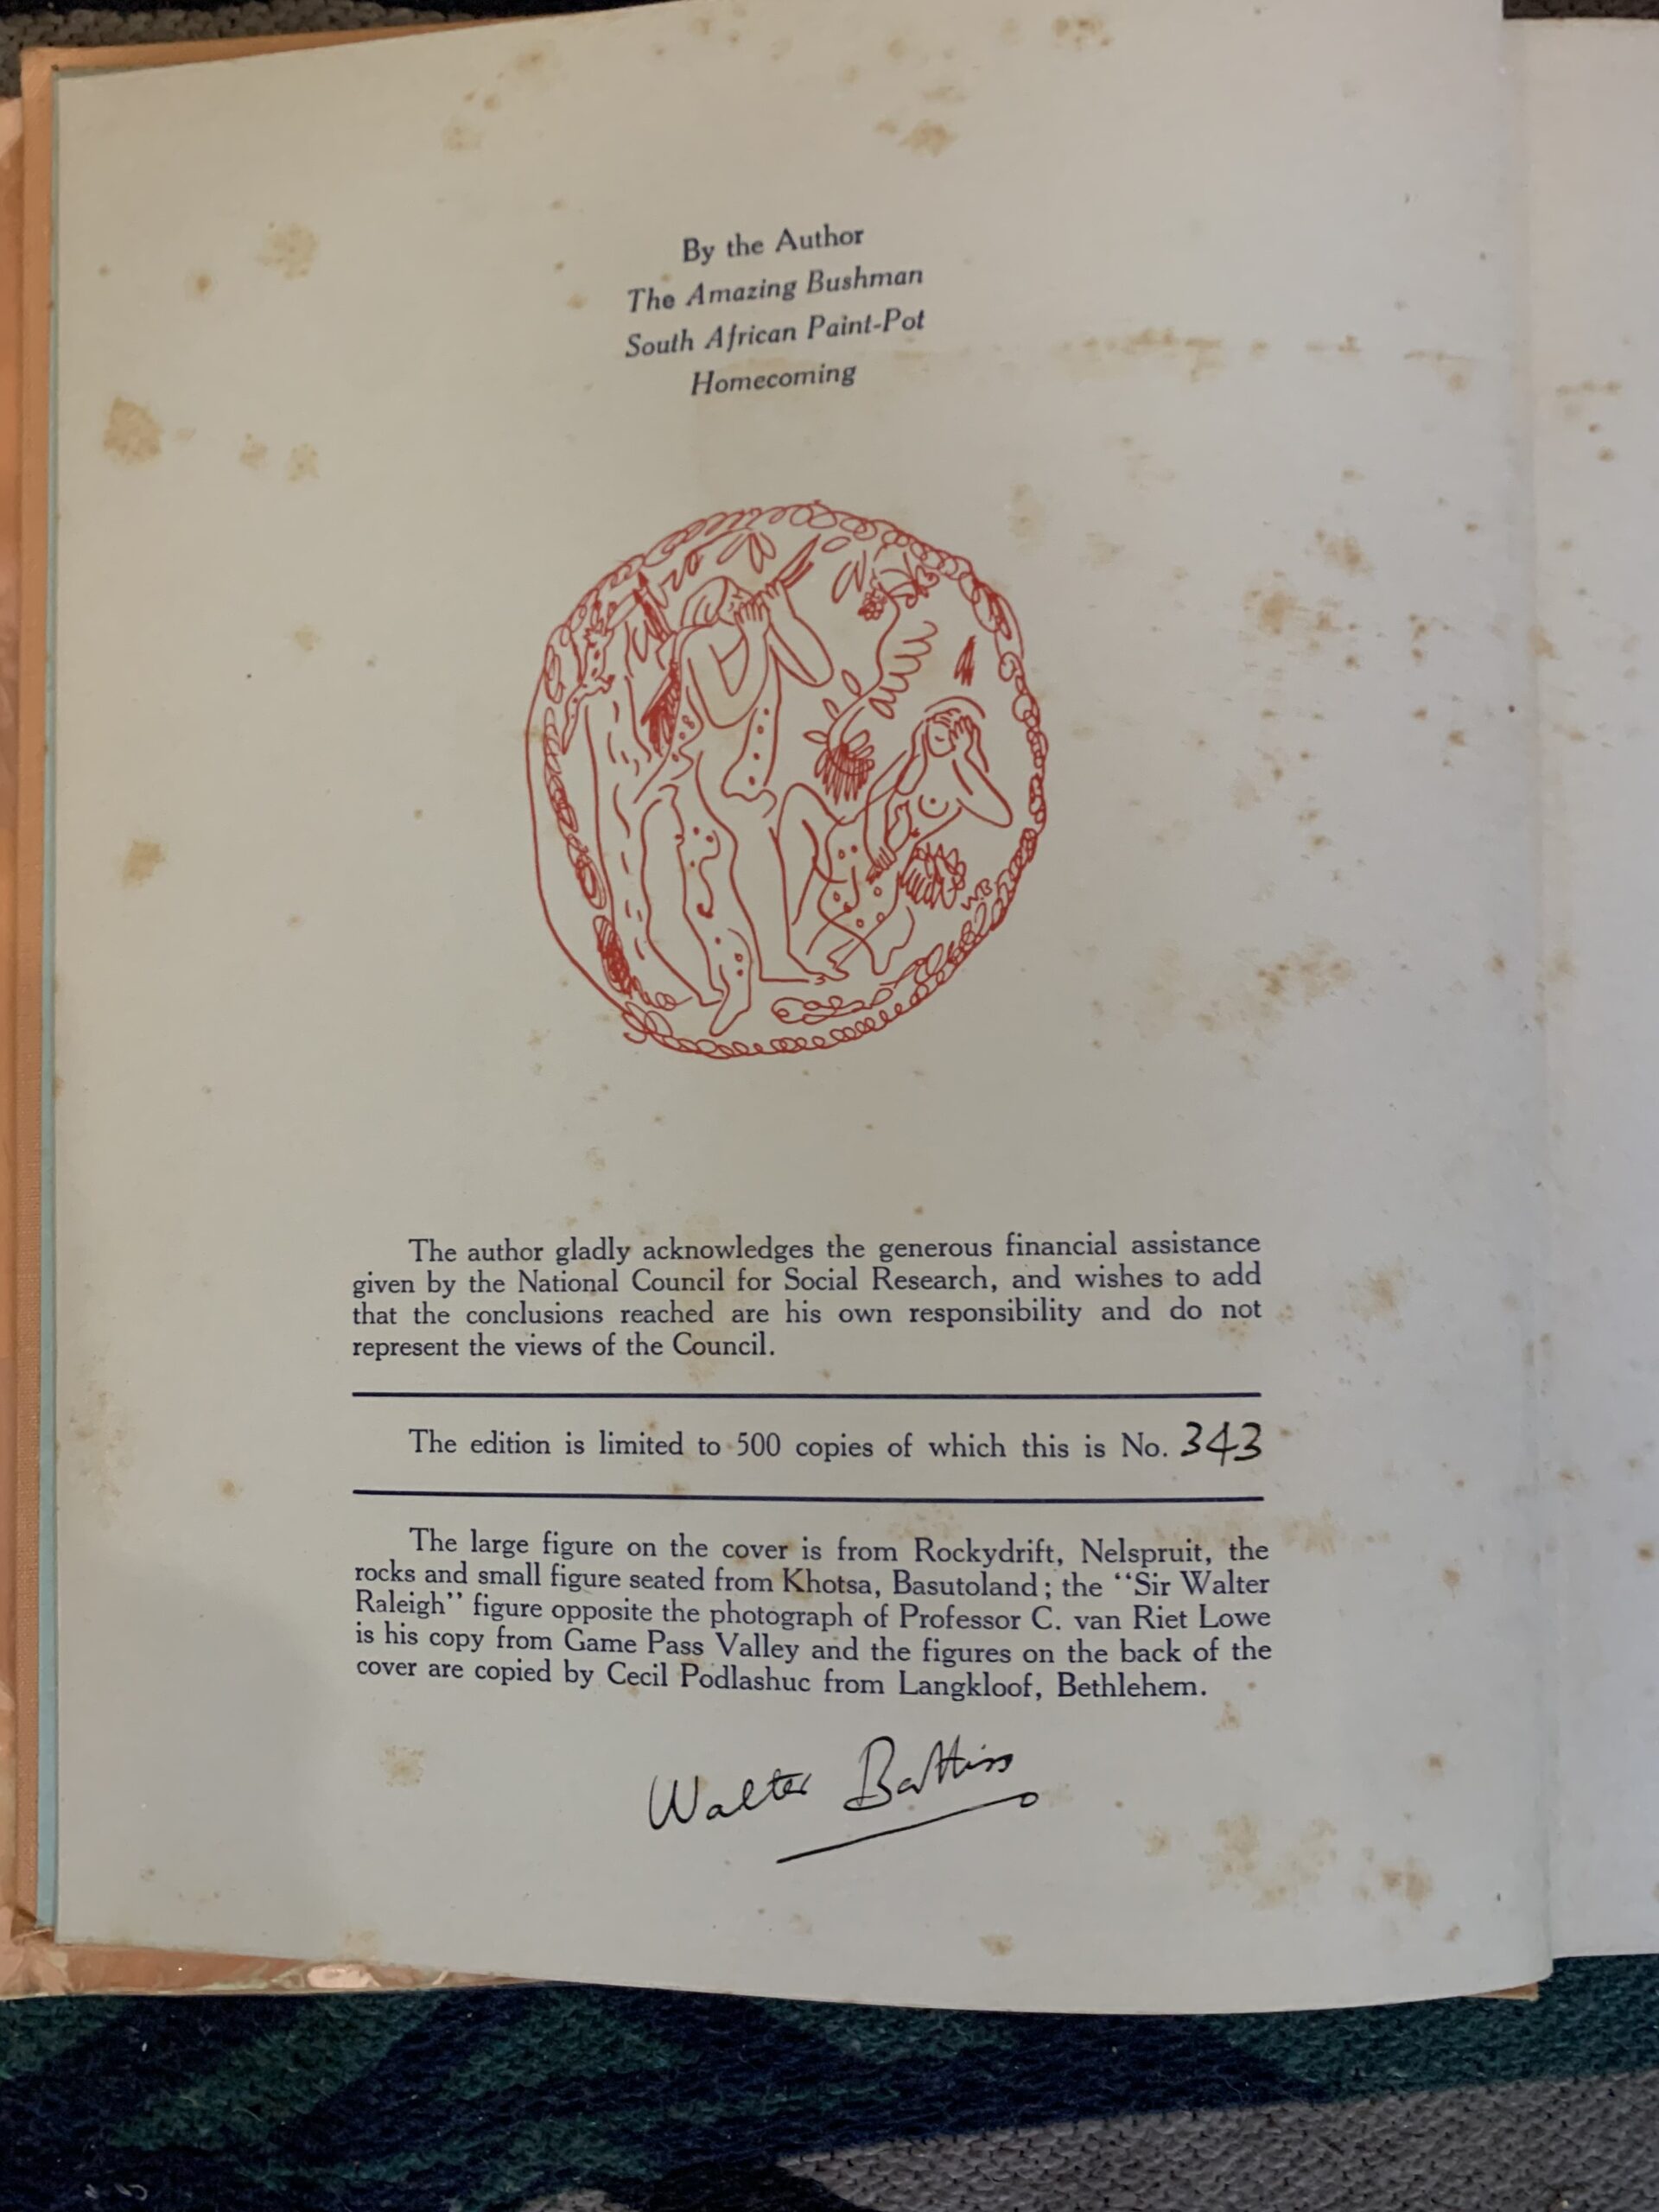 By the Author
The Amazing Bushman
South African Paint-Pot
Homecoming
W.B
The author gladly acknowledges the generous financial assistance
given by the National Council for Social Research, and wishes to add
that the conclusions reached are his own responsibility and do not
represent the views of the Council.
The edition is limited to 500 copies of which this is No. 343
The large figure on the cover is from Rockydrift, Nelspruit, the
rocks and small figure seated from Khotsa, Basutoland; the ‘‘Sir Walter
Raleigh’’ figure opposite the photograph of Professor C. van Riet Lowe
is his copy from Game Pass Valley and the figures on the back of the
cover are copied by Cecil Podlashuc from Langkloof, Bethlehem.
Walter Battiss